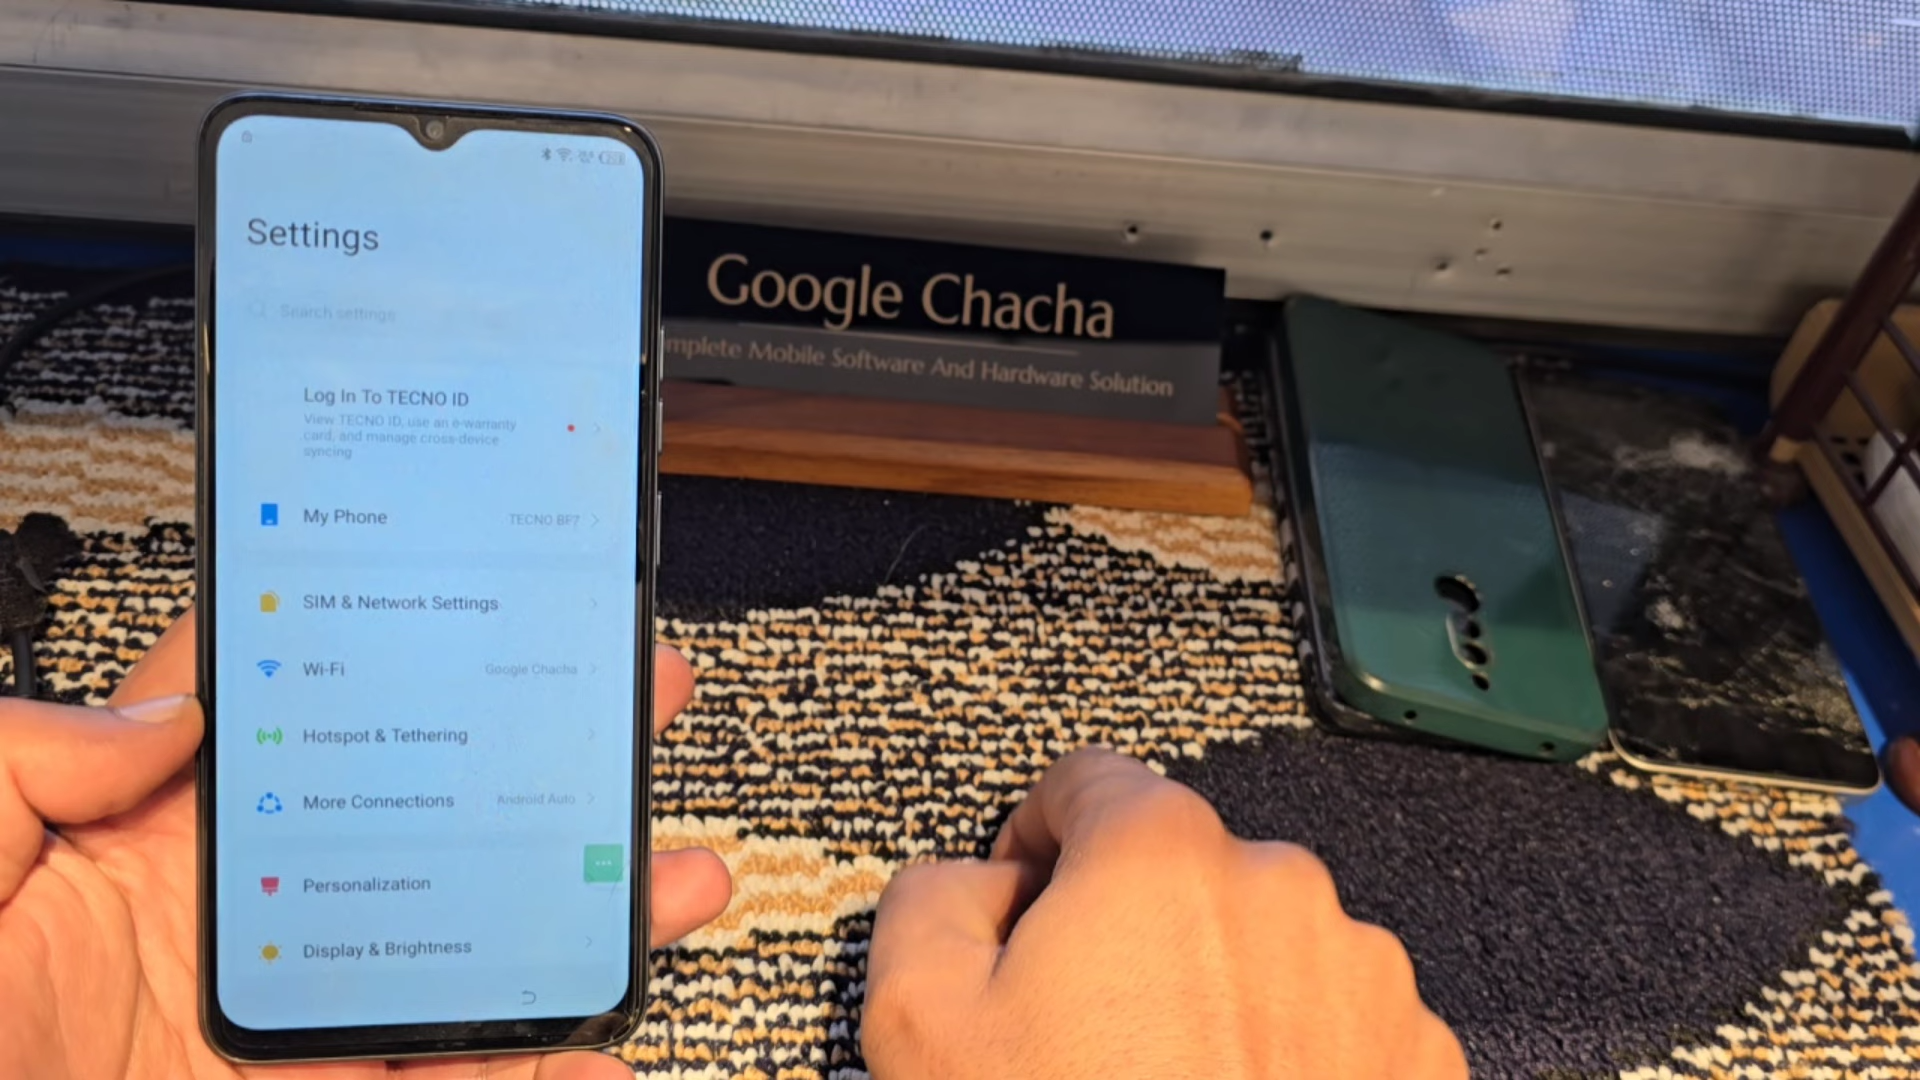 Settings
Search settings
Log In To TECNO ID
View TECNO ID, use an e-warranty
card, and manage cross-device
syncing
My Phone
TECNO BF7
SIM & Network Settings
Wi-Fi
Google Chacha
Hotspot & Tethering
More Connections
Android Auto
Personalization
Display & Brightness
Google Chacha
mplete Mobile Software And Hardware Solution